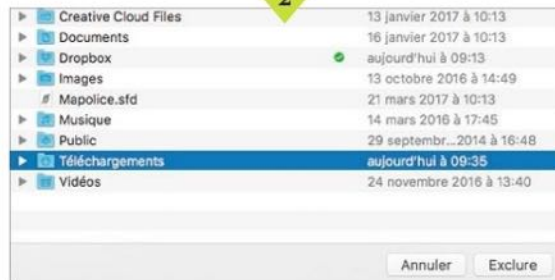 2
Creative Cloud Files 13 janvier 2017 à 10:13
Documents 16 janvier 2017 à 10:13
Dropbox aujourd'hui à 09:13
Images 13 octobre 2016 à 14:49
Mapolice.sfd 21 mars 2017 à 10:13
Musique 14 mars 2016 à 17:45
Public 29 septembr...2014 à 16:48
Téléchargements aujourd'hui à 09:35
Vidéos 24 novembre 2016 à 13:40
Annuler Exclure